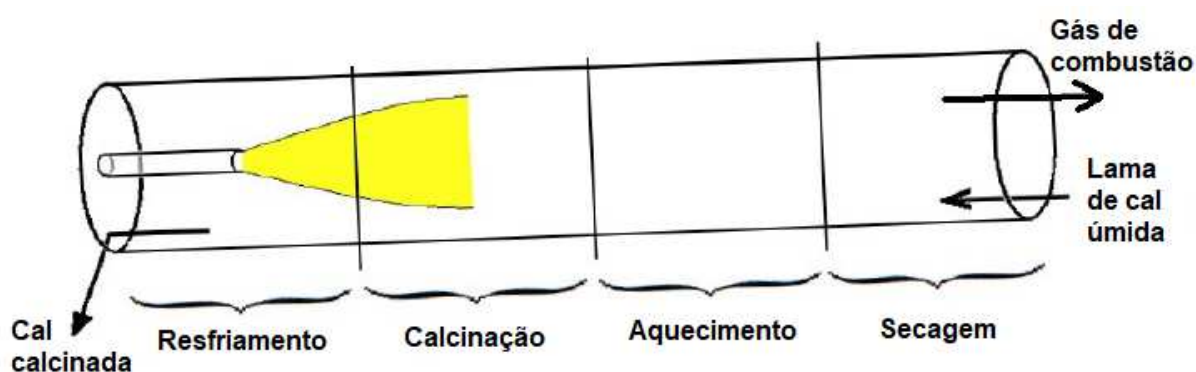 Gás de
combustão
Lama
de cal
úmida
Cal
calcinada
Resfriamento
Calcinação
Aquecimento
Secagem